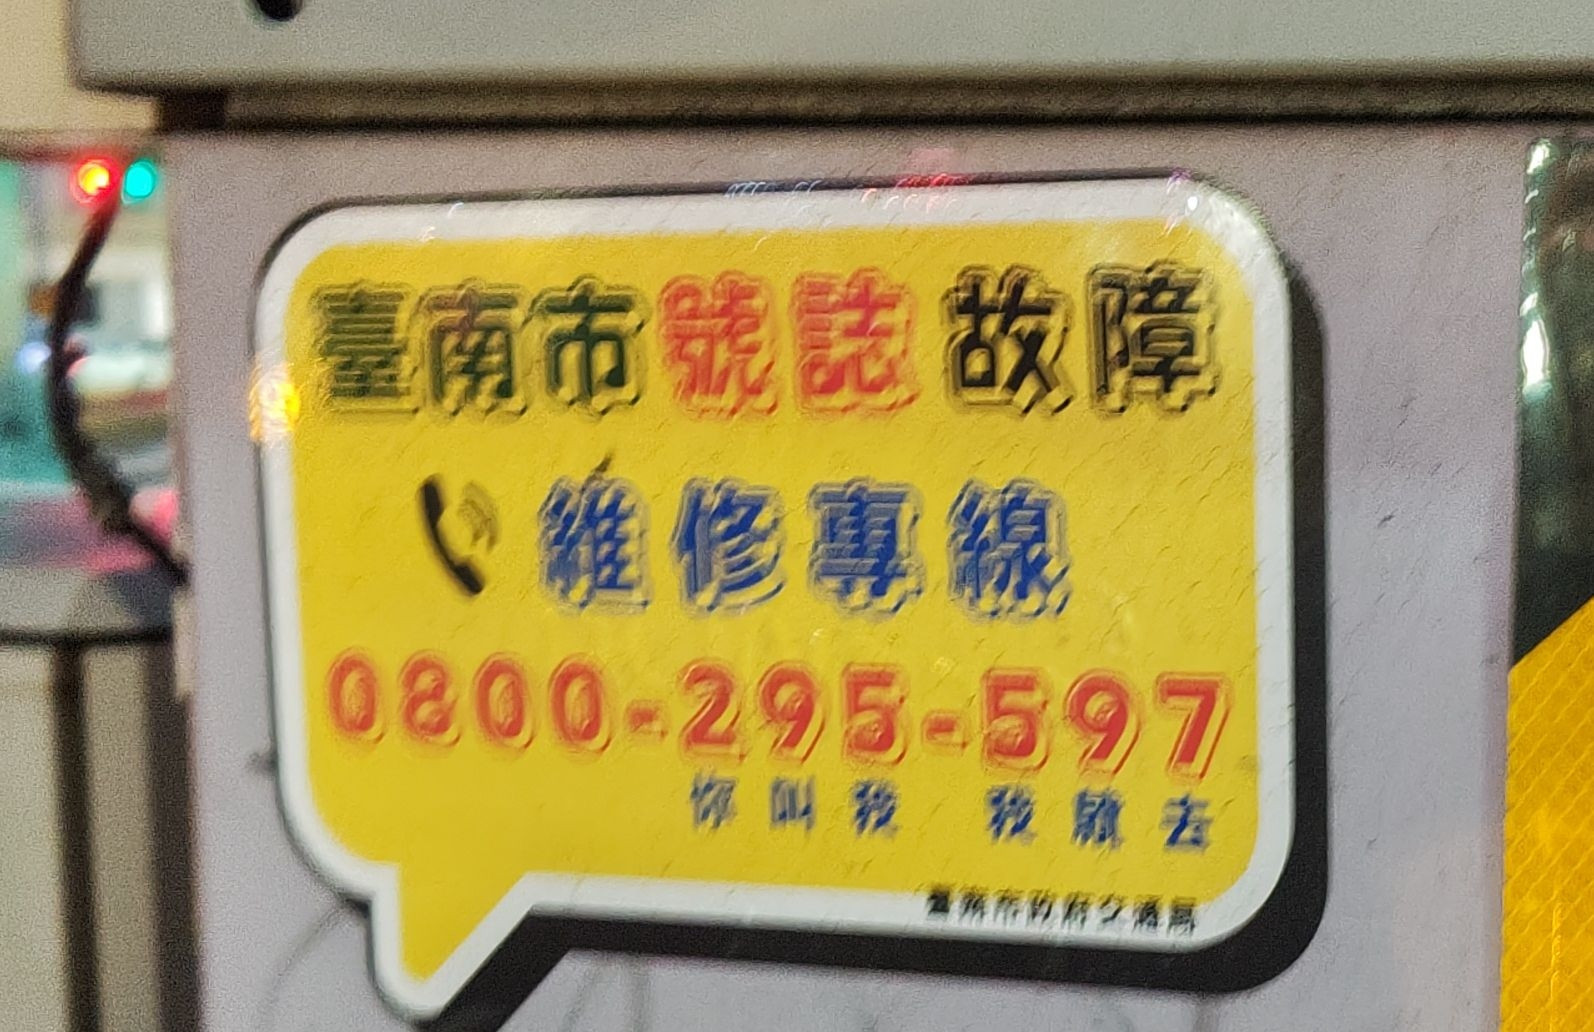 臺南市號誌故障
維修專線
0800-295-597
你叫我 我就去
臺南市政府交通局